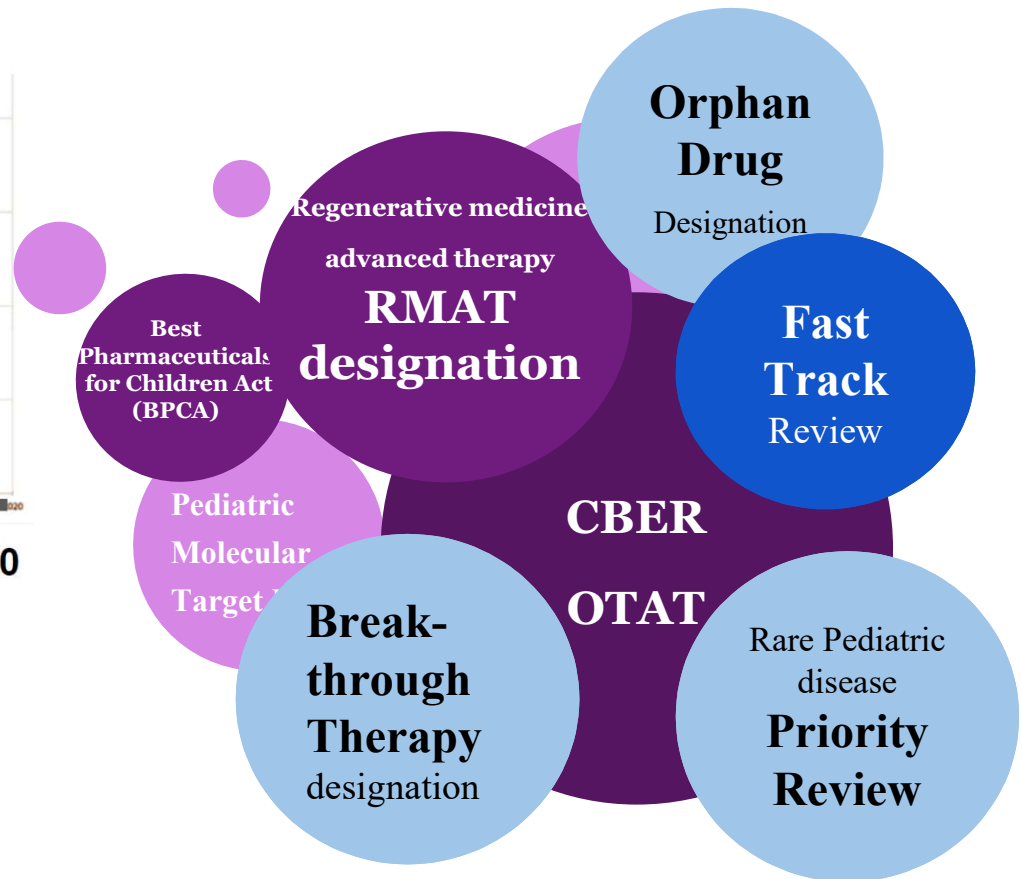 Orphan
Drug
Designation
Regenerative medicine
advanced therapy
RMAT
designation
Fast
Track
Review
Best
Pharmaceuticals
for Children Act
(BPCA)
Pediatric
Molecular
Target
CBER
OTAT
Break-
through
Therapy
designation
Rare Pediatric
disease
Priority
Review
020
0